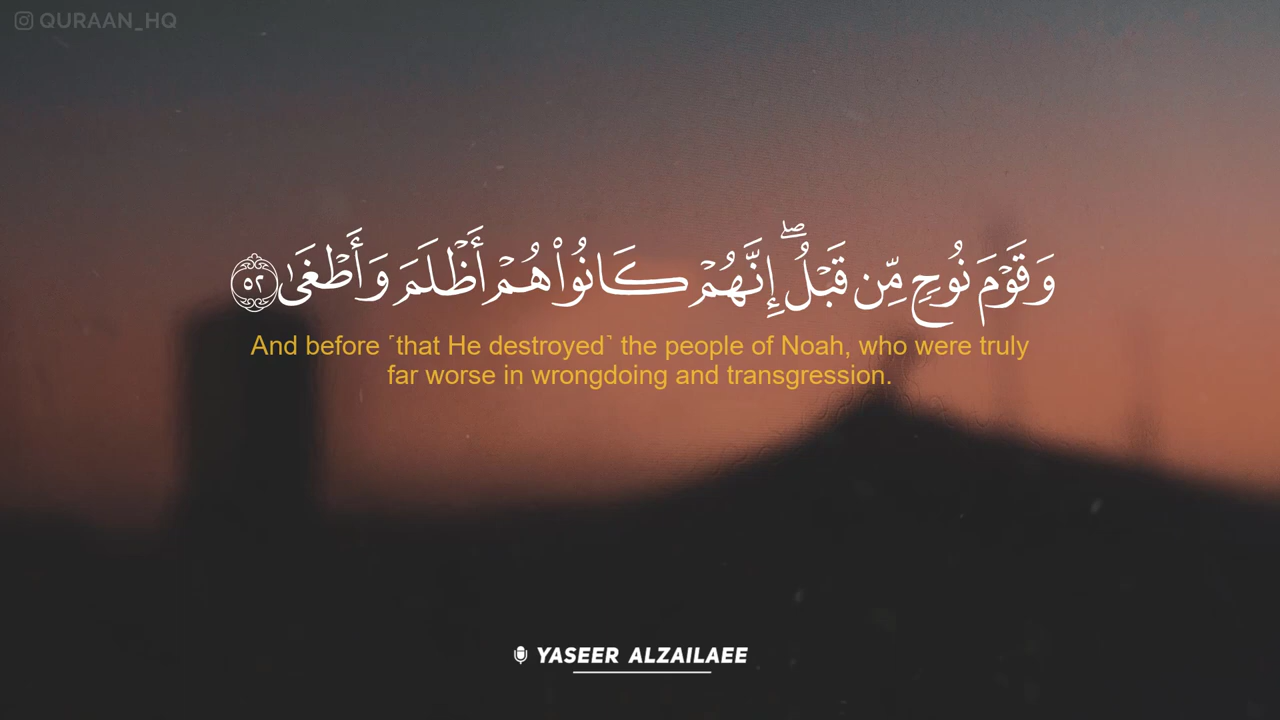 QURAAN_HQ
وَقَوْمَ نُوحٍ مِّن قَبْلُ ۖ إِنَّهُمْ كَانُوا۟ هُمْ أَظْلَمَ وَأَطْغَىٰ ٥٢
And before ˹that He destroyed˺ the people of Noah, who were truly
far worse in wrongdoing and transgression.
YASEER ALZAILAEE